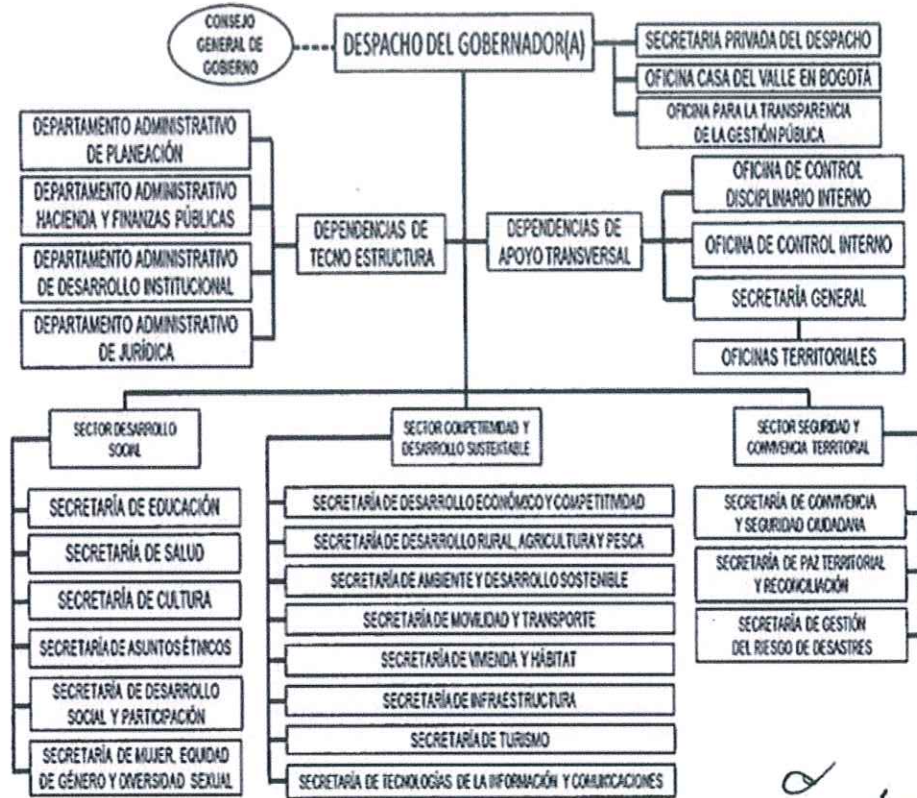 CONSEJO
GENERAL DE
GOBIERNO
DESPACHO DEL GOBERNADOR(A)
SECRETARIA PRIVADA DEL DESPACHO
OFICINA CASA DEL VALLE EN BOGOTÁ
OFICINA PARA LA TRANSPARENCIA
DE LA GESTIÓN PÚBLICA
DEPARTAMENTO ADMINISTRATIVO
DE PLANEACIÓN
DEPARTAMENTO ADMINISTRATIVO
HACIENDA Y FINANZAS PÚBLICAS
DEPARTAMENTO ADMINISTRATIVO
DE DESARROLLO INSTITUCIONAL
DEPARTAMENTO ADMINISTRATIVO
DE JURÍDICA
DEPENDENCIAS DE
TECNO ESTRUCTURA
DEPENDENCIAS DE
APOYO TRANSVERSAL
OFICINA DE CONTROL
DISCIPLINARIO INTERNO
OFICINA DE CONTROL INTERNO
SECRETARÍA GENERAL
OFICINAS TERRITORIALES
SECTOR DESARROLLO
SOCIAL
SECRETARÍA DE EDUCACIÓN
SECRETARÍA DE SALUD
SECRETARÍA DE CULTURA
SECRETARÍA DE ASUNTOS ÉTNICOS
SECRETARÍA DE DESARROLLO
SOCIAL Y PARTICIPACIÓN
SECRETARÍA DE MUJER, EQUIDAD
DE GÉNERO Y DIVERSIDAD SEXUAL
SECTOR COMPETITIVIDAD Y
DESARROLLO SUSTENTABLE
SECRETARÍA DE DESARROLLO ECONÓMICO Y COMPETITIVIDAD
SECRETARÍA DE DESARROLLO RURAL, AGRICULTURA Y PESCA
SECRETARÍA DE AMBIENTE Y DESARROLLO SOSTENIBLE
SECRETARÍA DE MOVILIDAD Y TRANSPORTE
SECRETARÍA DE VIVIENDA Y HÁBITAT
SECRETARÍA DE INFRAESTRUCTURA
SECRETARÍA DE TURISMO
SECRETARÍA DE TECNOLOGÍAS DE LA INFORMACIÓN Y COMUNICACIONES
SECTOR SEGURIDAD Y
CONVIVENCIA TERRITORIAL
SECRETARÍA DE CONVIVENCIA
Y SEGURIDAD CIUDADANA
SECRETARÍA DE PAZ TERRITORIAL
Y RECONCILIACIÓN
SECRETARÍA DE GESTIÓN
DEL RIESGO DE DESASTRES